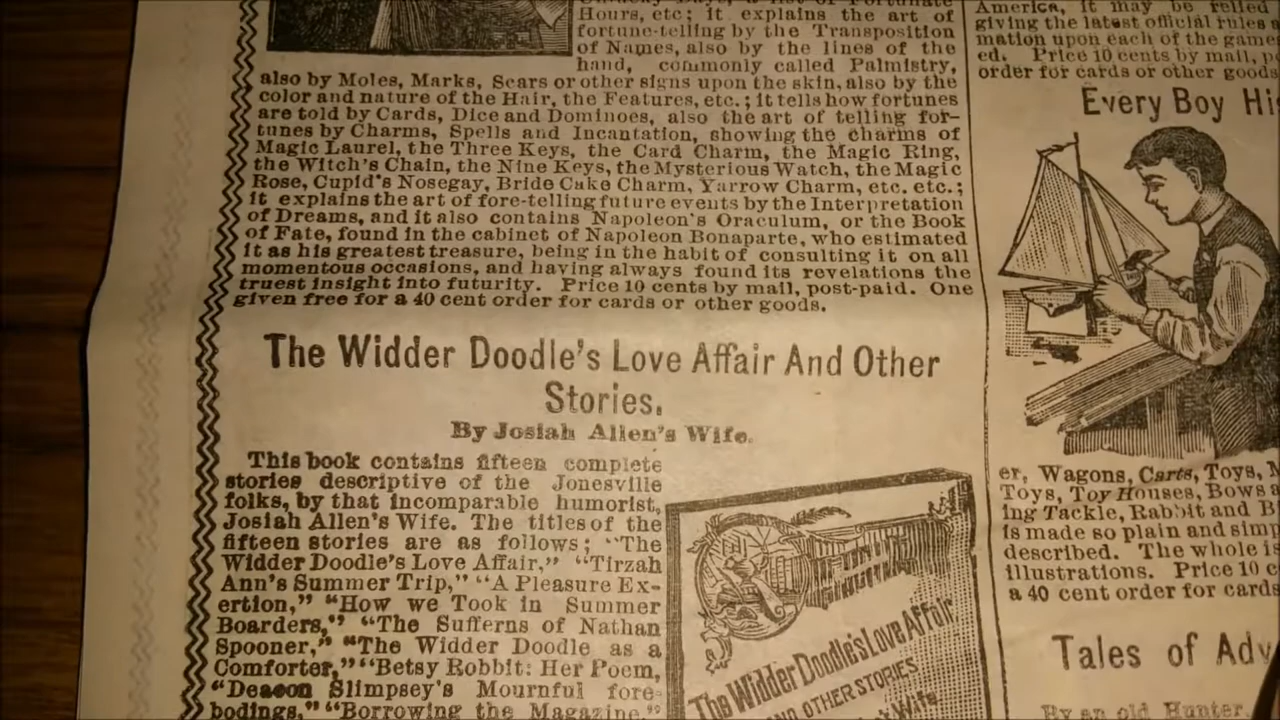 Hours, etc; it explains the art of
fortune-telling by the Transposition
of Names, also by the lines of the
hand, commonly called Palmistry,
also by Moles, Marks, Scars or other signs upon the skin, also by the
color and nature of the Hair, the Features, etc.; it tells how fortunes
are told by Cards, Dice and Dominoes, also the art of telling for-
tunes by Charms, Spells and Incantation, showing the charms of
Magic Laurel, the Three Keys, the Card Charm, the Magic Ring,
the Witch's Chain, the Nine Keys, the Mysterious Watch, the Magic
Rose, Cupid's Nosegay, Bride Cake Charm, Yarrow Charm, etc. etc.;
it explains the art of fore-telling future events by the Interpretation
of Dreams, and it also contains Napoleon's Oraculum, or the Book
of Fate, found in the cabinet of Napoleon Bonaparte, who estimated
it as his greatest treasure, being in the habit of consulting it on all
momentous occasions, and having always found its revelations the
truest insight into futurity. Price 10 cents by mail, post-paid. One
given free for a 40 cent order for cards or other goods.
The Widder Doodle's Love Affair And Other
Stories.
By Josiah Allen's Wife.
This book contains fifteen complete
stories descriptive of the Jonesville
folks, by that incomparable humorist,
Josiah Allen's Wife. The titles of the
fifteen stories are as follows; "The
Widder Doodle's Love Affair," "Tirzah
Ann's Summer Trip," "A Pleasure Ex-
ertion," "How we Took in Summer
Boarders," "The Sufferns of Nathan
Spooner," "The Widder Doodle as a
Comforter," "Betsy Robbit: Her Poem,
"Deacon Slimpsey's Mournful fore-
bodings," "Borrowing the Magazine,"
The Widder Doodle's Love Affair,
AND OTHER STORIES
Wife.
America, it may be relied
giving the latest official rules
mation upon each of the game
ed. Price 10 cents by mail,
order for cards or other goods
Every Boy Hi
er, Wagons, Carts, Toys,
Toys, Toy Houses, Bows a
ing Tackle, Rabbit and B
is made so plain and simp
described. The whole is
illustrations. Price 10 c
a 40 cent order for cards
Tales of Adv
By an old Hunter.